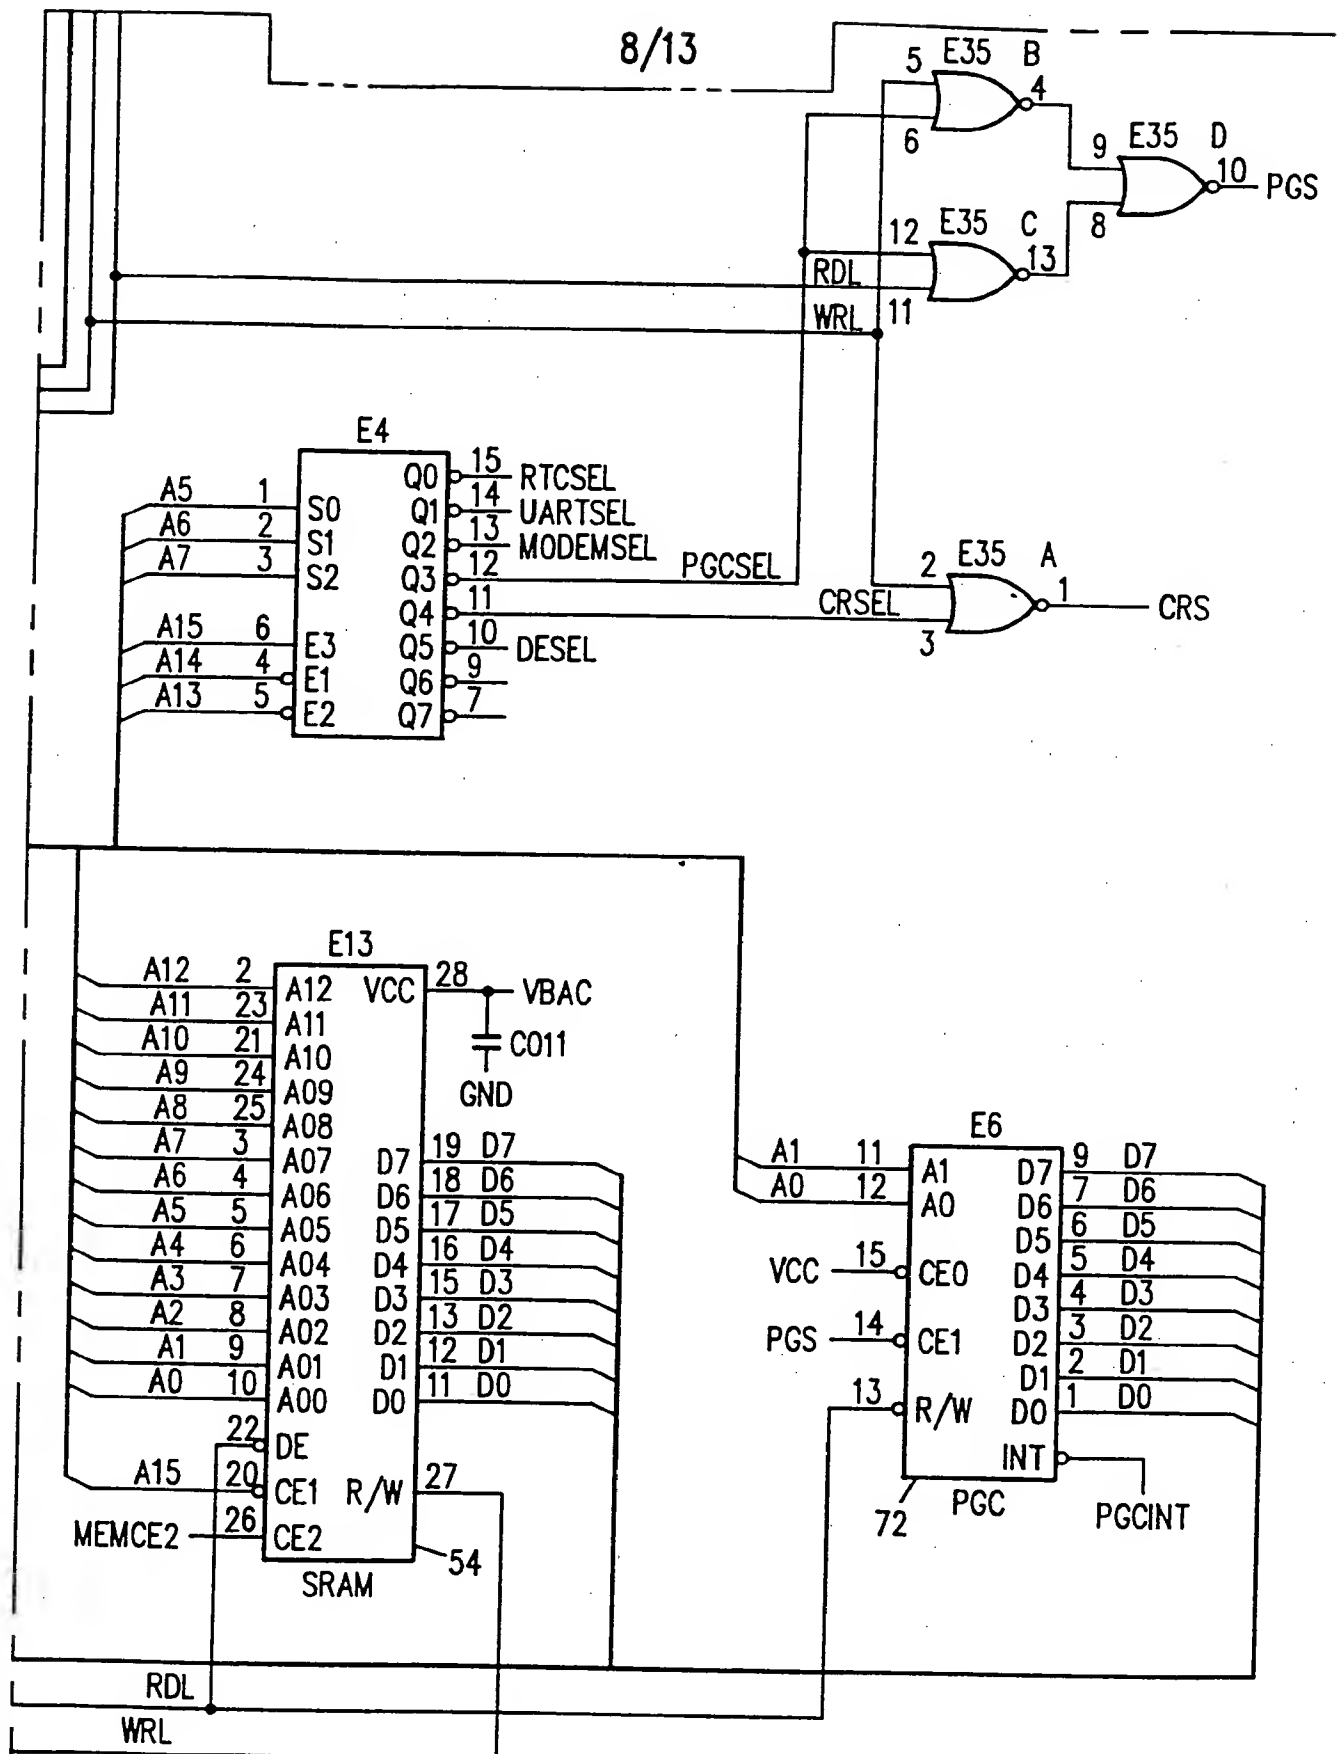 8/13
5 E35 B
4
6
9 E35 D
10 PGS
8
12 E35 C
13
RDL
WRL 11
E4
A5 1 S0 Q0 15 RTCSEL
A6 2 S1 Q1 14 UARTSEL
A7 3 S2 Q2 13 MODEMSEL
Q3 12 PGCSEL
Q4 11 CRSEL
A15 6 E3 Q5 10 DESEL
A14 4 E1 Q6 9
A13 5 E2 Q7 7
2 E35 A
1 CRS
3
E13
A12 2 A12 VCC 28 VBAC
A11 23 A11
A10 21 A10 C011
A9 24 A09
A8 25 A08 GND
A7 3 A07 D7 19 D7
A6 4 A06 D6 18 D6
A5 5 A05 D5 17 D5
A4 6 A04 D4 16 D4
A3 7 A03 D3 15 D3
A2 8 A02 D2 13 D2
A1 9 A01 D1 12 D1
A0 10 A00 D0 11 D0
22 DE
A15 20 CE1 R/W 27
MEMCE2 26 CE2
54
SRAM
E6
A1 11 A1 D7 9 D7
A0 12 A0 D6 7 D6
D5 6 D5
VCC 15 CE0 D4 5 D4
D3 4 D3
PGS 14 CE1 D2 3 D2
D1 2 D1
13 R/W D0 1 D0
INT
PGC
72
PGCINT
RDL
WRL